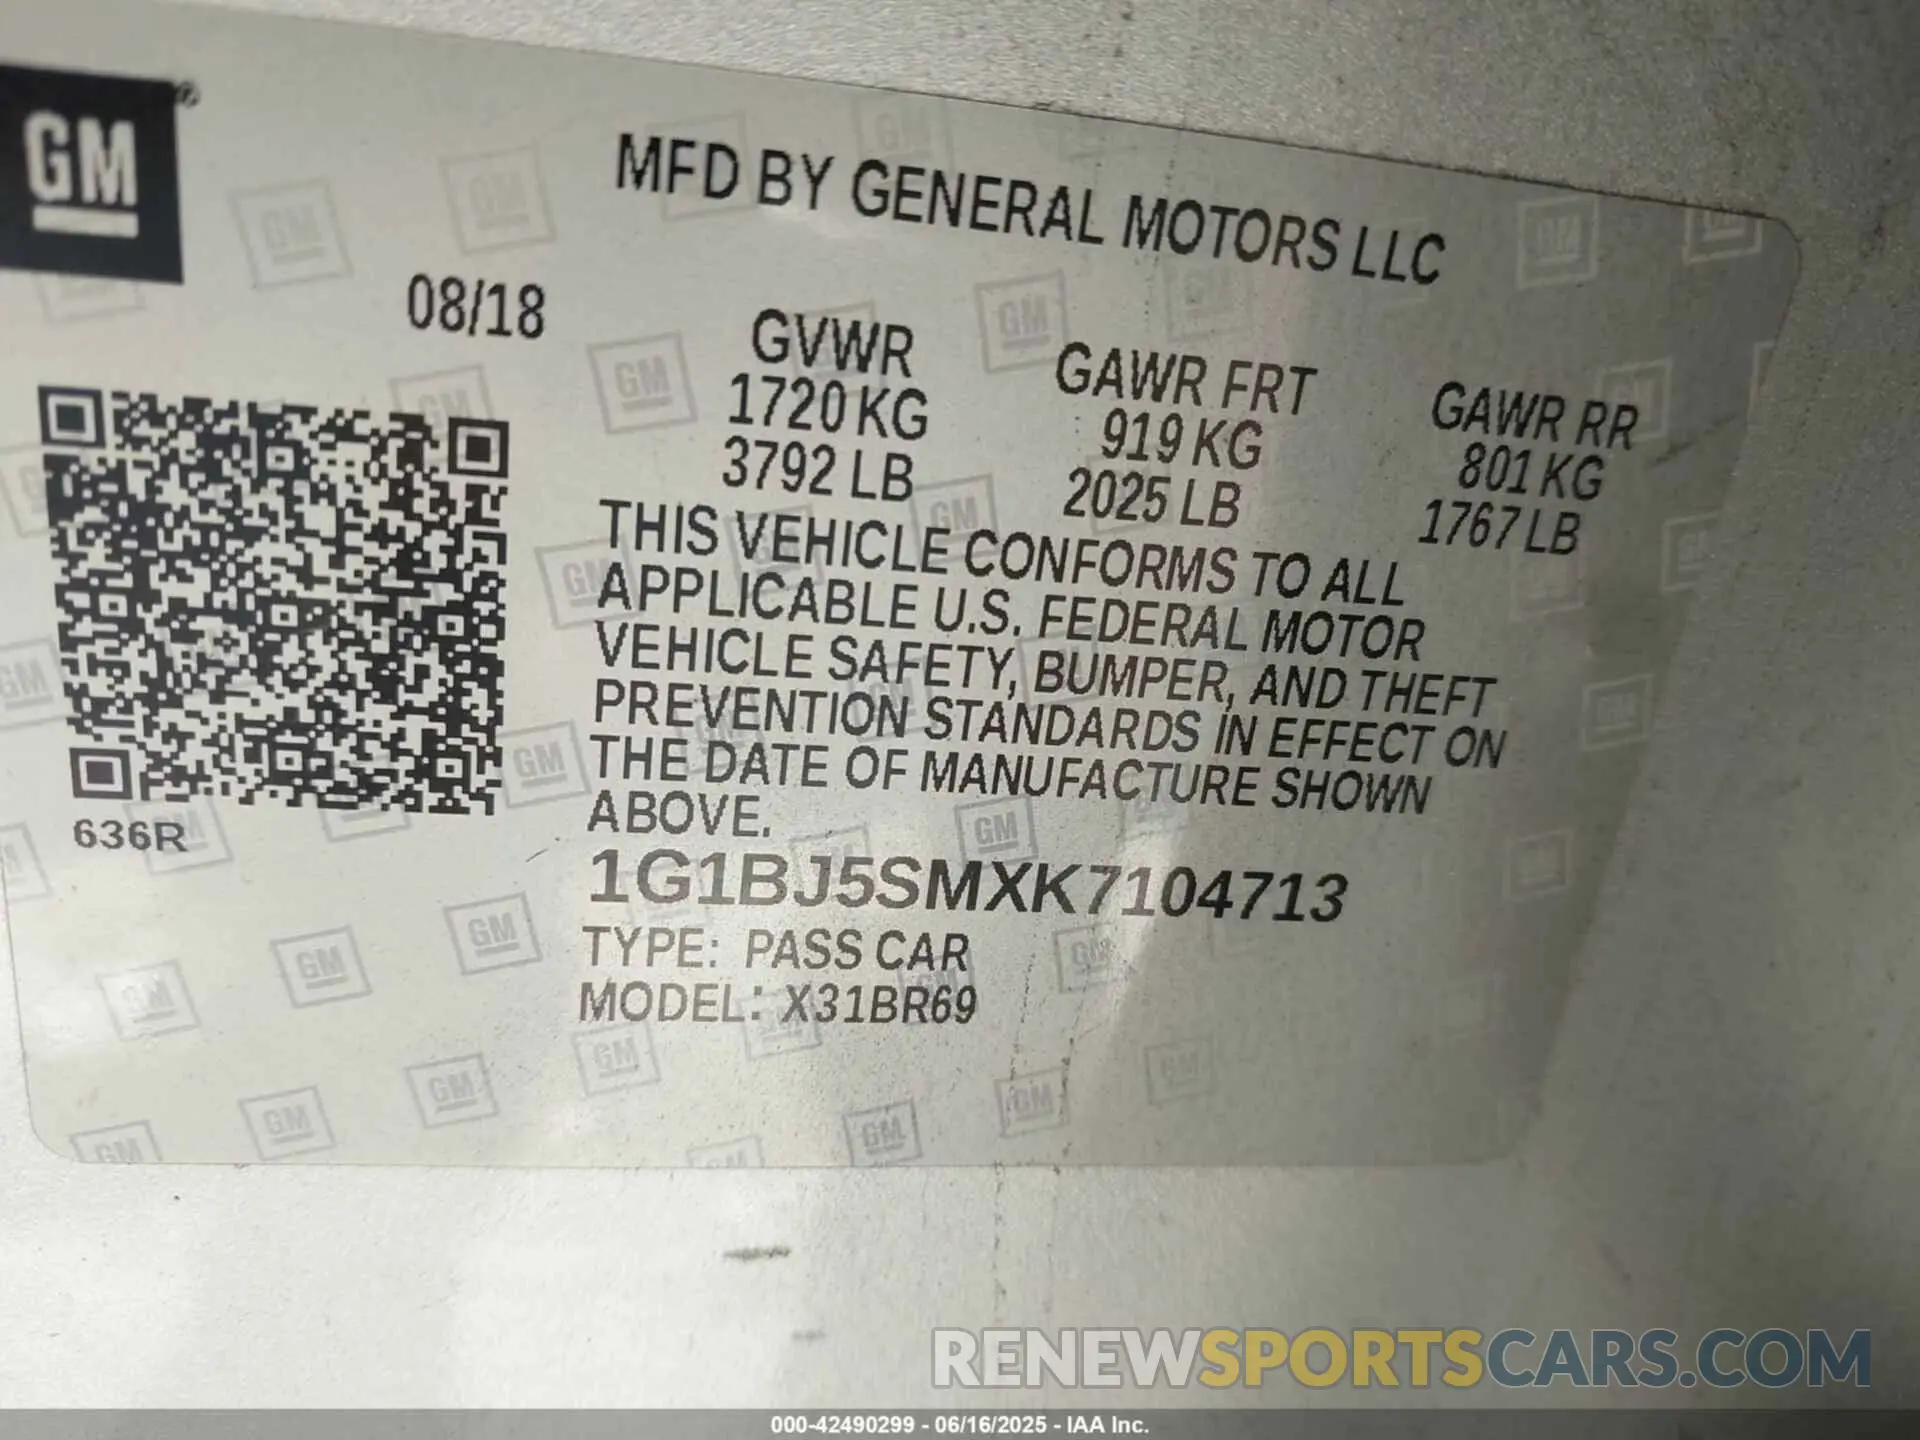 GM®
MFD BY GENERAL MOTORS LLC
08/18
GVWR
1720 KG
3792 LB
GAWR FRT
919 KG
2025 LB
GAWR RR
801 KG
1767 LB
THIS VEHICLE CONFORMS TO ALL
APPLICABLE U.S. FEDERAL MOTOR
VEHICLE SAFETY, BUMPER, AND THEFT
PREVENTION STANDARDS IN EFFECT ON
THE DATE OF MANUFACTURE SHOWN
ABOVE.
636R
1G1BJ5SMXK7104713
TYPE: PASS CAR
MODEL: X31BR69
RENEWSPORTSCARS.COM
000-42490299 - 06/16/2025 - IAA Inc.